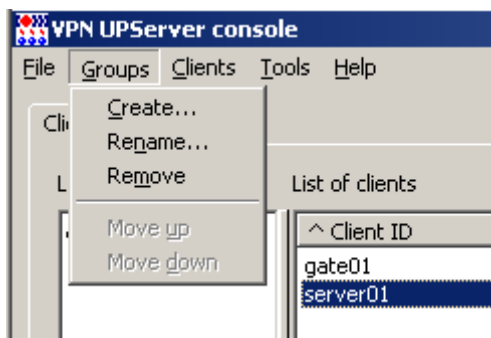 VPN UPServer console
File Groups Clients Tools Help
Cli
Create...
Rename...
Remove
Move up
Move down
L
List of clients
^ Client ID
gate01
server01